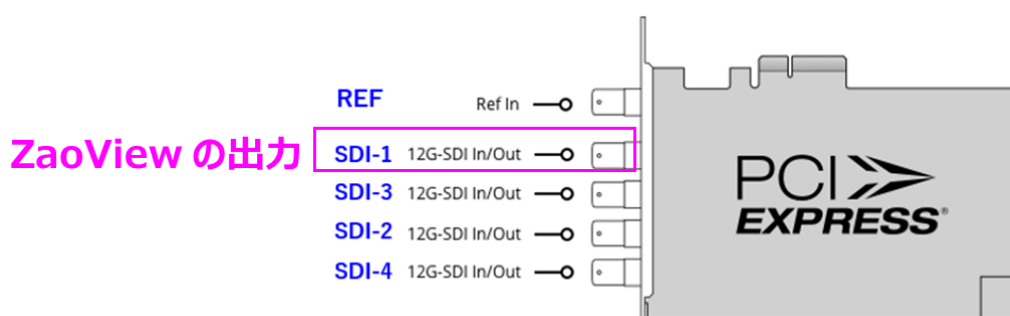 REF Ref In
ZaoView の出力 SDI-1 12G-SDI In/Out
SDI-3 12G-SDI In/Out
SDI-2 12G-SDI In/Out
SDI-4 12G-SDI In/Out
PCI
EXPRESS®